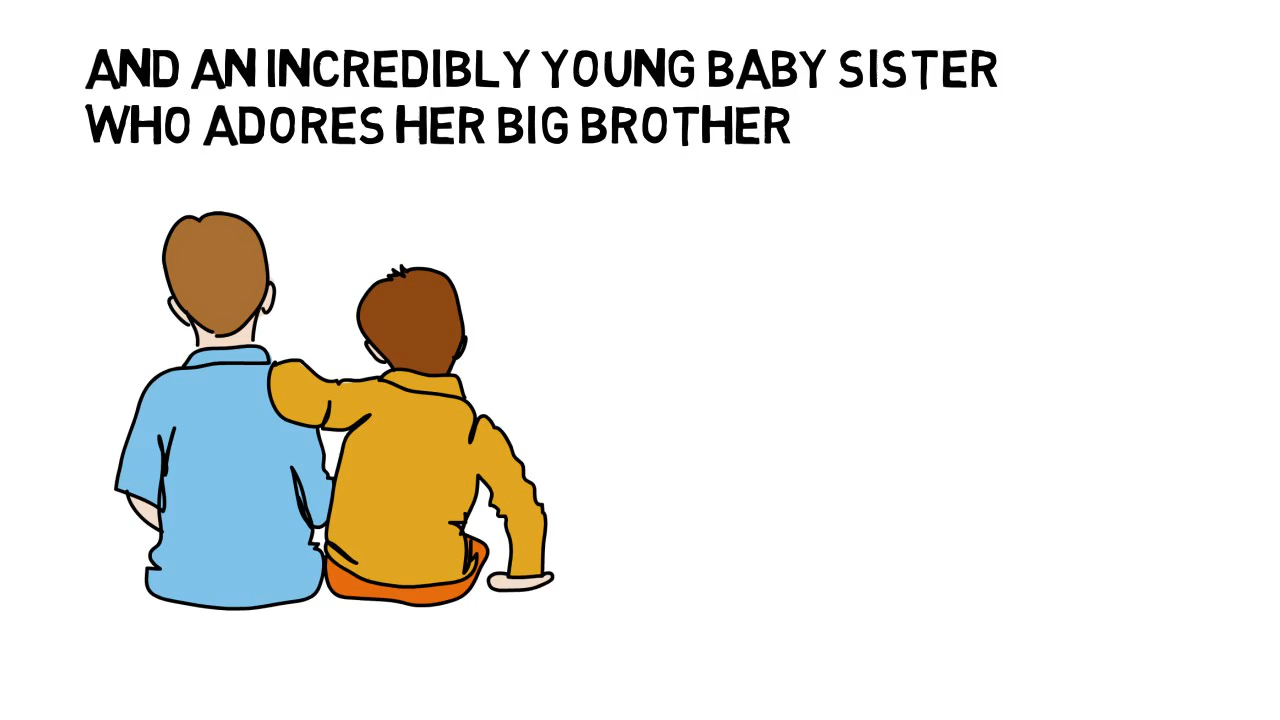 AND AN INCREDIBLY YOUNG BABY SISTER
WHO ADORES HER BIG BROTHER